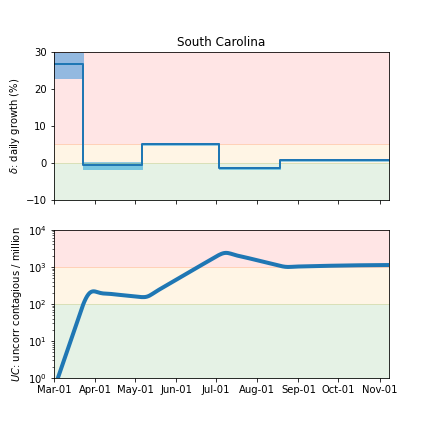 South Carolina
30
20
10
0
−10
δ: daily growth (%)
10⁴
10³
10²
10¹
10⁰
UC: uncorr contagious / million
Mar-01 Apr-01 May-01 Jun-01 Jul-01 Aug-01 Sep-01 Oct-01 Nov-01